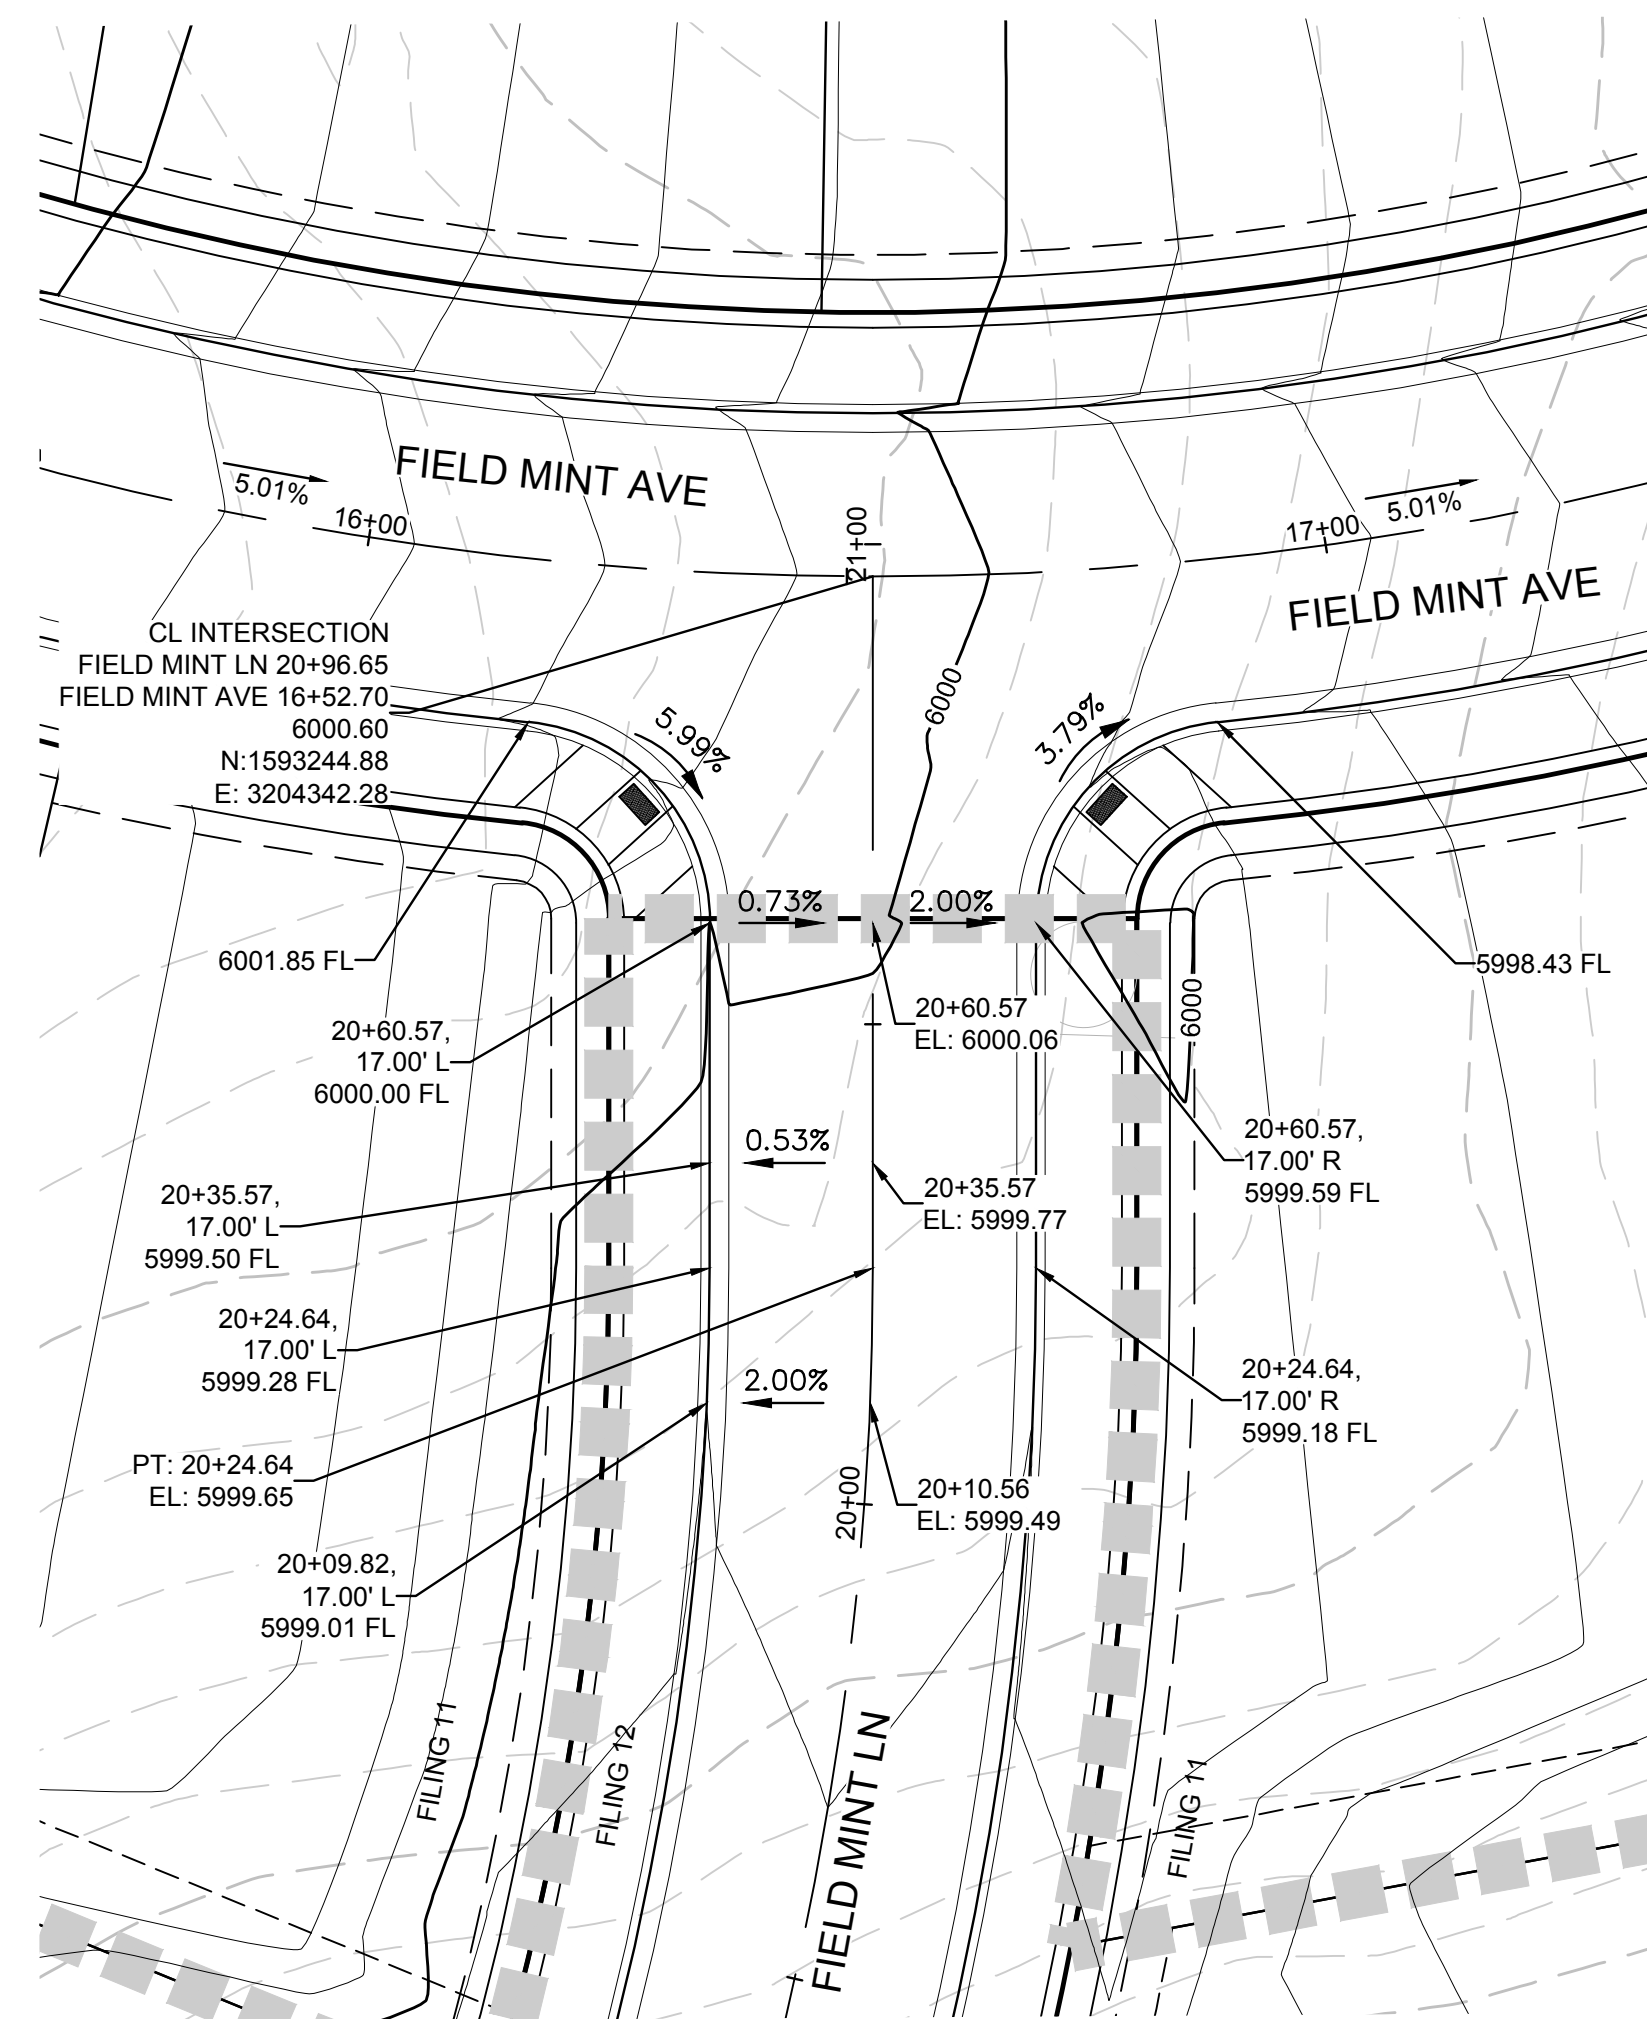 FIELD MINT AVE
5.01%
16+00
21+00
17+00
5.01%
FIELD MINT AVE
CL INTERSECTION
FIELD MINT LN 20+96.65
FIELD MINT AVE 16+52.70
6000.60
N:1593244.88
E: 3204342.28
5.99%
6000
3.79%
0.73%
2.00%
6001.85 FL
5998.43 FL
20+60.57,
17.00' L
6000.00 FL
20+60.57
EL: 6000.06
6000
20+60.57,
17.00' R
5999.59 FL
0.53%
20+35.57,
17.00' L
5999.50 FL
20+35.57
EL: 5999.77
20+24.64,
17.00' L
5999.28 FL
2.00%
20+24.64,
17.00' R
5999.18 FL
PT: 20+24.64
EL: 5999.65
20+00
20+10.56
EL: 5999.49
20+09.82,
17.00' L
5999.01 FL
FILING 11
FILING 12
FIELD MINT LN
FILING 11